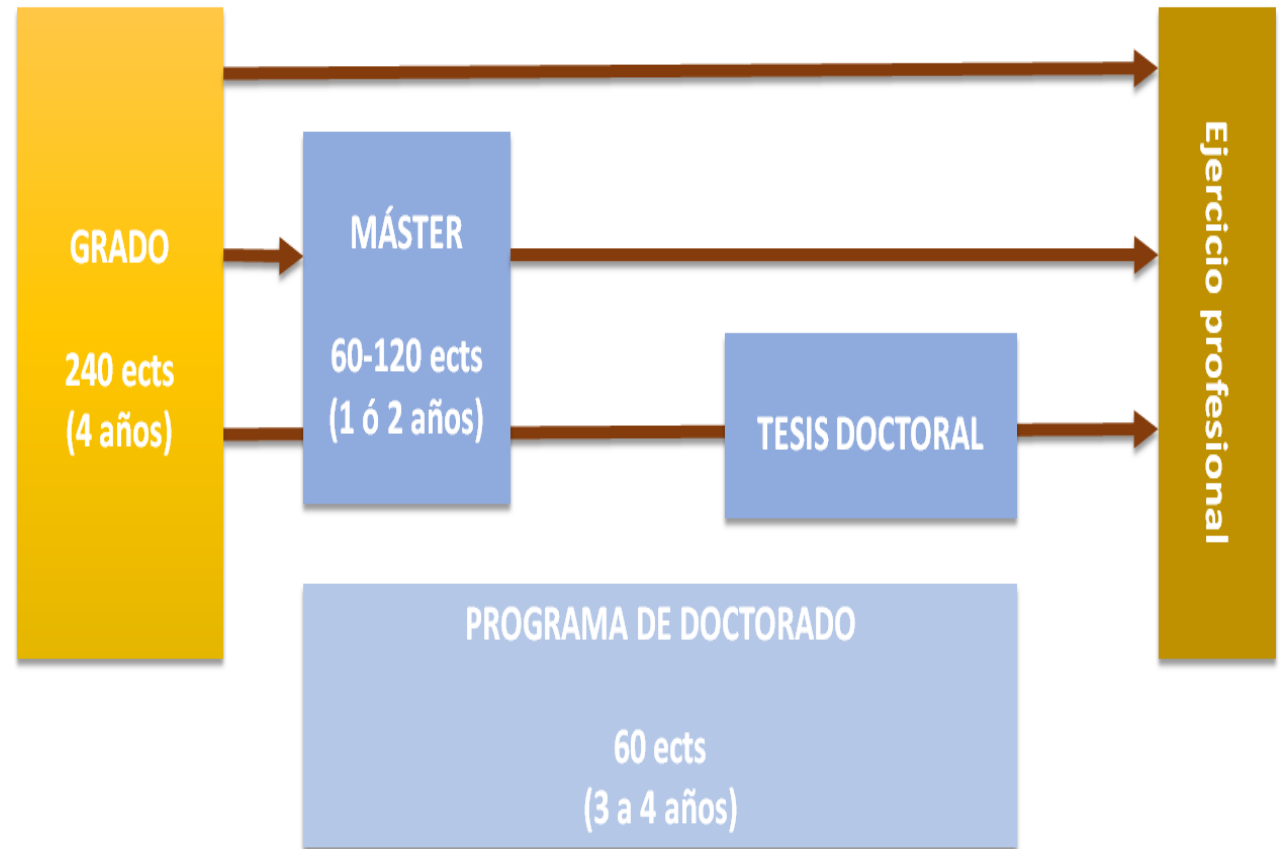 GRADO
240 ects
(4 años)
MÁSTER
60-120 ects
(1 ó 2 años)
TESIS DOCTORAL
PROGRAMA DE DOCTORADO
60 ects
(3 a 4 años)
Ejercicio profesional